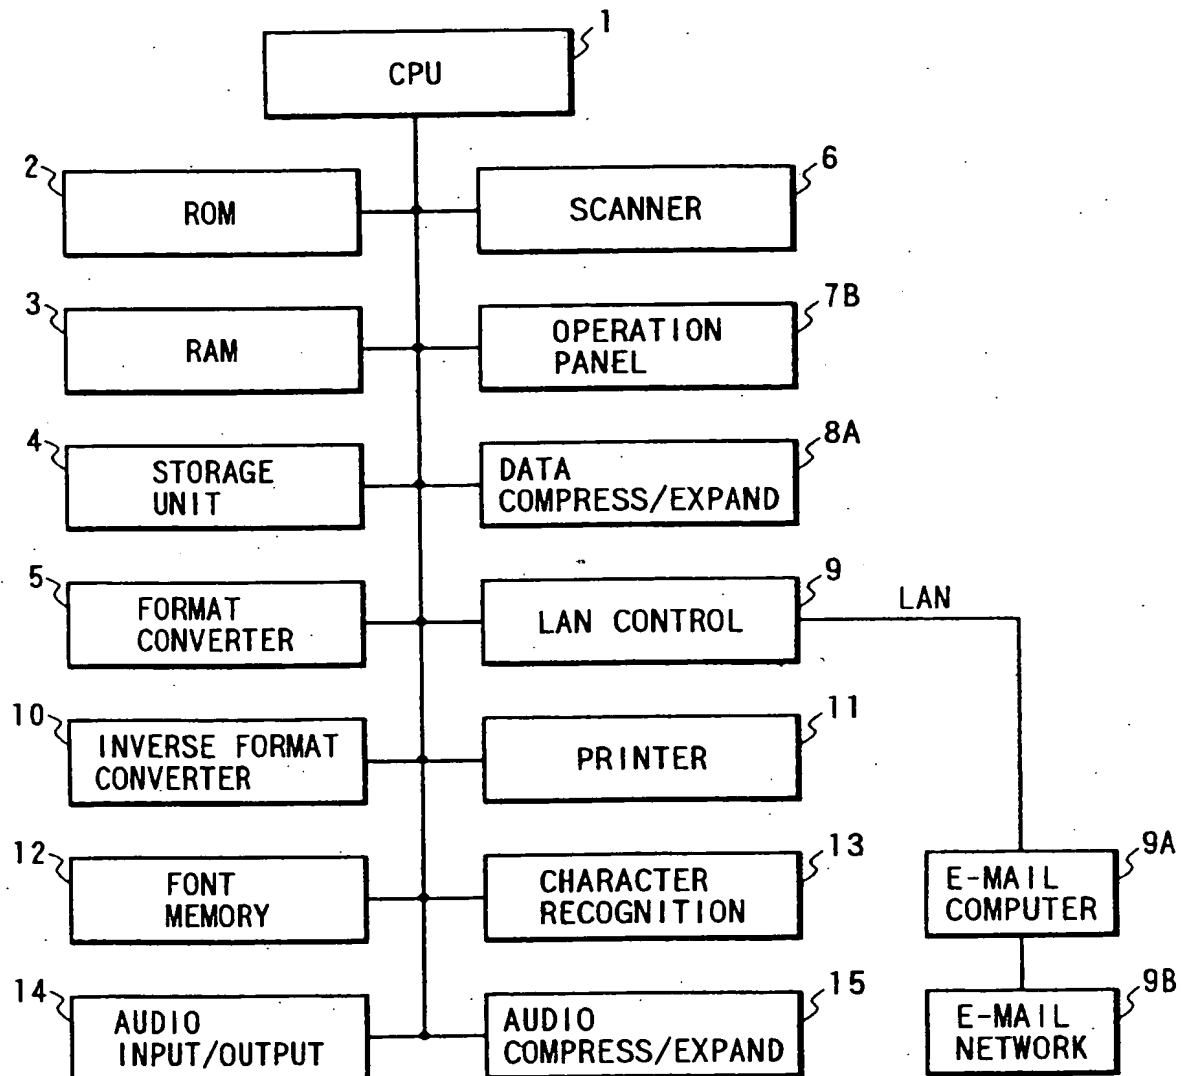 1
CPU
2
ROM
6
SCANNER
3
RAM
7B
OPERATION
PANEL
4
STORAGE
UNIT
8A
DATA
COMPRESS/EXPAND
5
FORMAT
CONVERTER
9
LAN CONTROL
LAN
10
INVERSE FORMAT
CONVERTER
11
PRINTER
12
FONT
MEMORY
13
CHARACTER
RECOGNITION
9A
E-MAIL
COMPUTER
14
AUDIO
INPUT/OUTPUT
15
AUDIO
COMPRESS/EXPAND
9B
E-MAIL
NETWORK